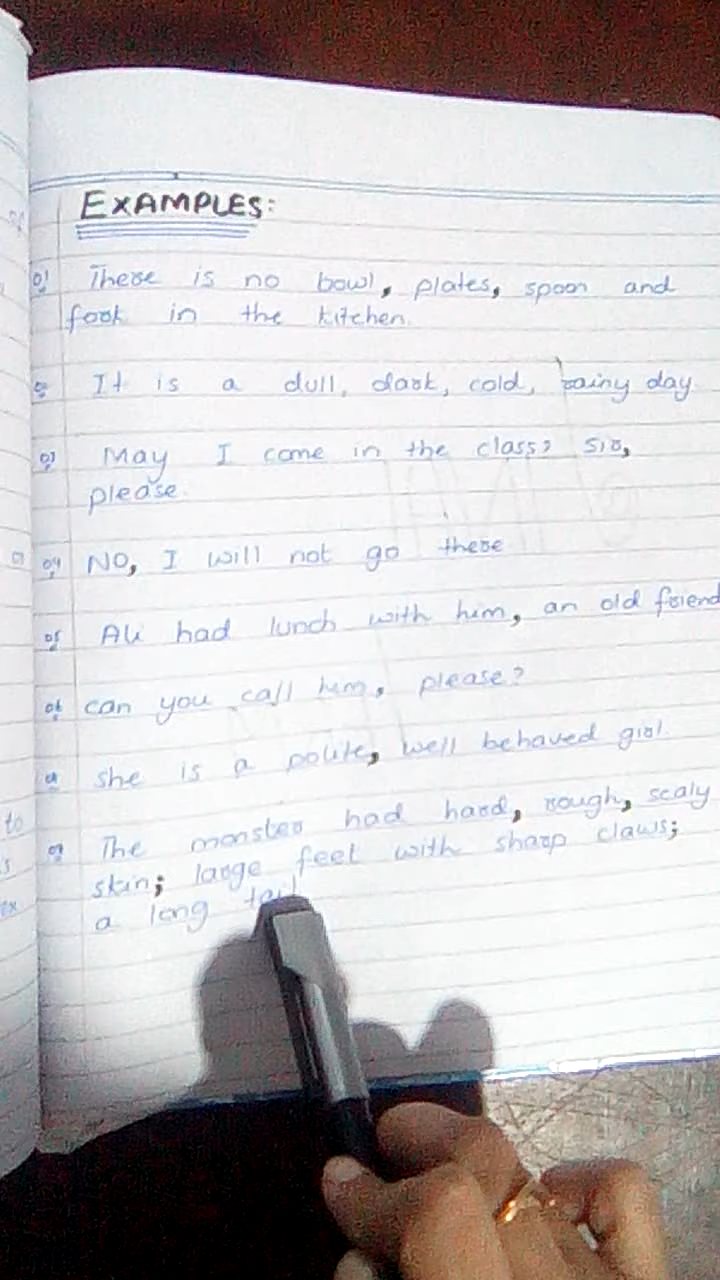 EXAMPLES:
01 There is no bowl, plates, spoon and
fork in the kitchen.
02 It is a dull, dark, cold, rainy day
03 May I come in the class? Sir,
please.
04 NO, I will not go there
05 Ali had lunch with him, an old friend
06 can you call him, please?
she is a polite, well behaved girl.
The monster had hard, rough, scaly
skin; large feet with sharp claws;
a long tail
to
s
ex